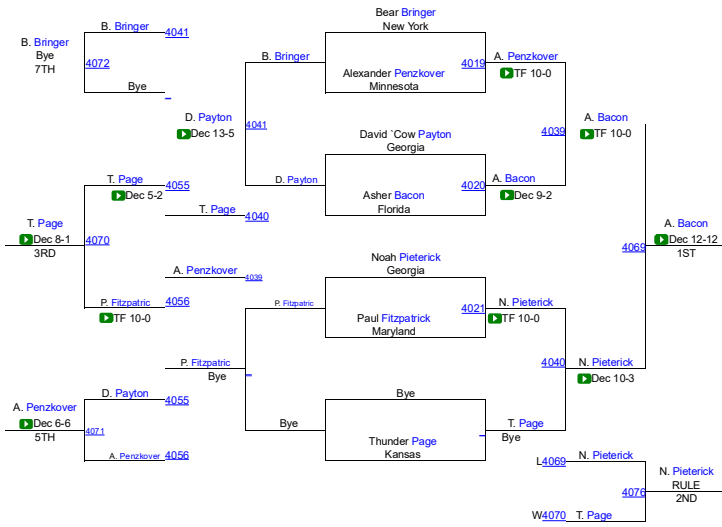 Bear Bringer
New York
B. Bringer
4041
B. Bringer
Bye
7TH
4072
Bye
B. Bringer
4019
A. Penzkover
TF 10-0
Alexander Penzkover
Minnesota
D. Payton
Dec 13-5
4041
A. Bacon
TF 10-0
4039
David `Cow Payton
Georgia
D. Payton
4020
A. Bacon
Dec 9-2
Asher Bacon
Florida
T. Page
4055
Dec 5-2
T. Page
4040
T. Page
Dec 8-1
3RD
4070
A. Bacon
Dec 12-12
1ST
4069
Noah Pieterick
Georgia
A. Penzkover
4039
P. Fitzpatric
4056
TF 10-0
P. Fitzpatric
4021
N. Pieterick
TF 10-0
Paul Fitzpatrick
Maryland
P. Fitzpatric
Bye
4040
N. Pieterick
Dec 10-3
D. Payton
4055
Bye
A. Penzkover
Dec 6-6
5TH
4071
Bye
T. Page
Bye
Thunder Page
Kansas
A. Penzkover
4056
L4069
N. Pieterick
4076
N. Pieterick
RULE
2ND
W4070
T. Page